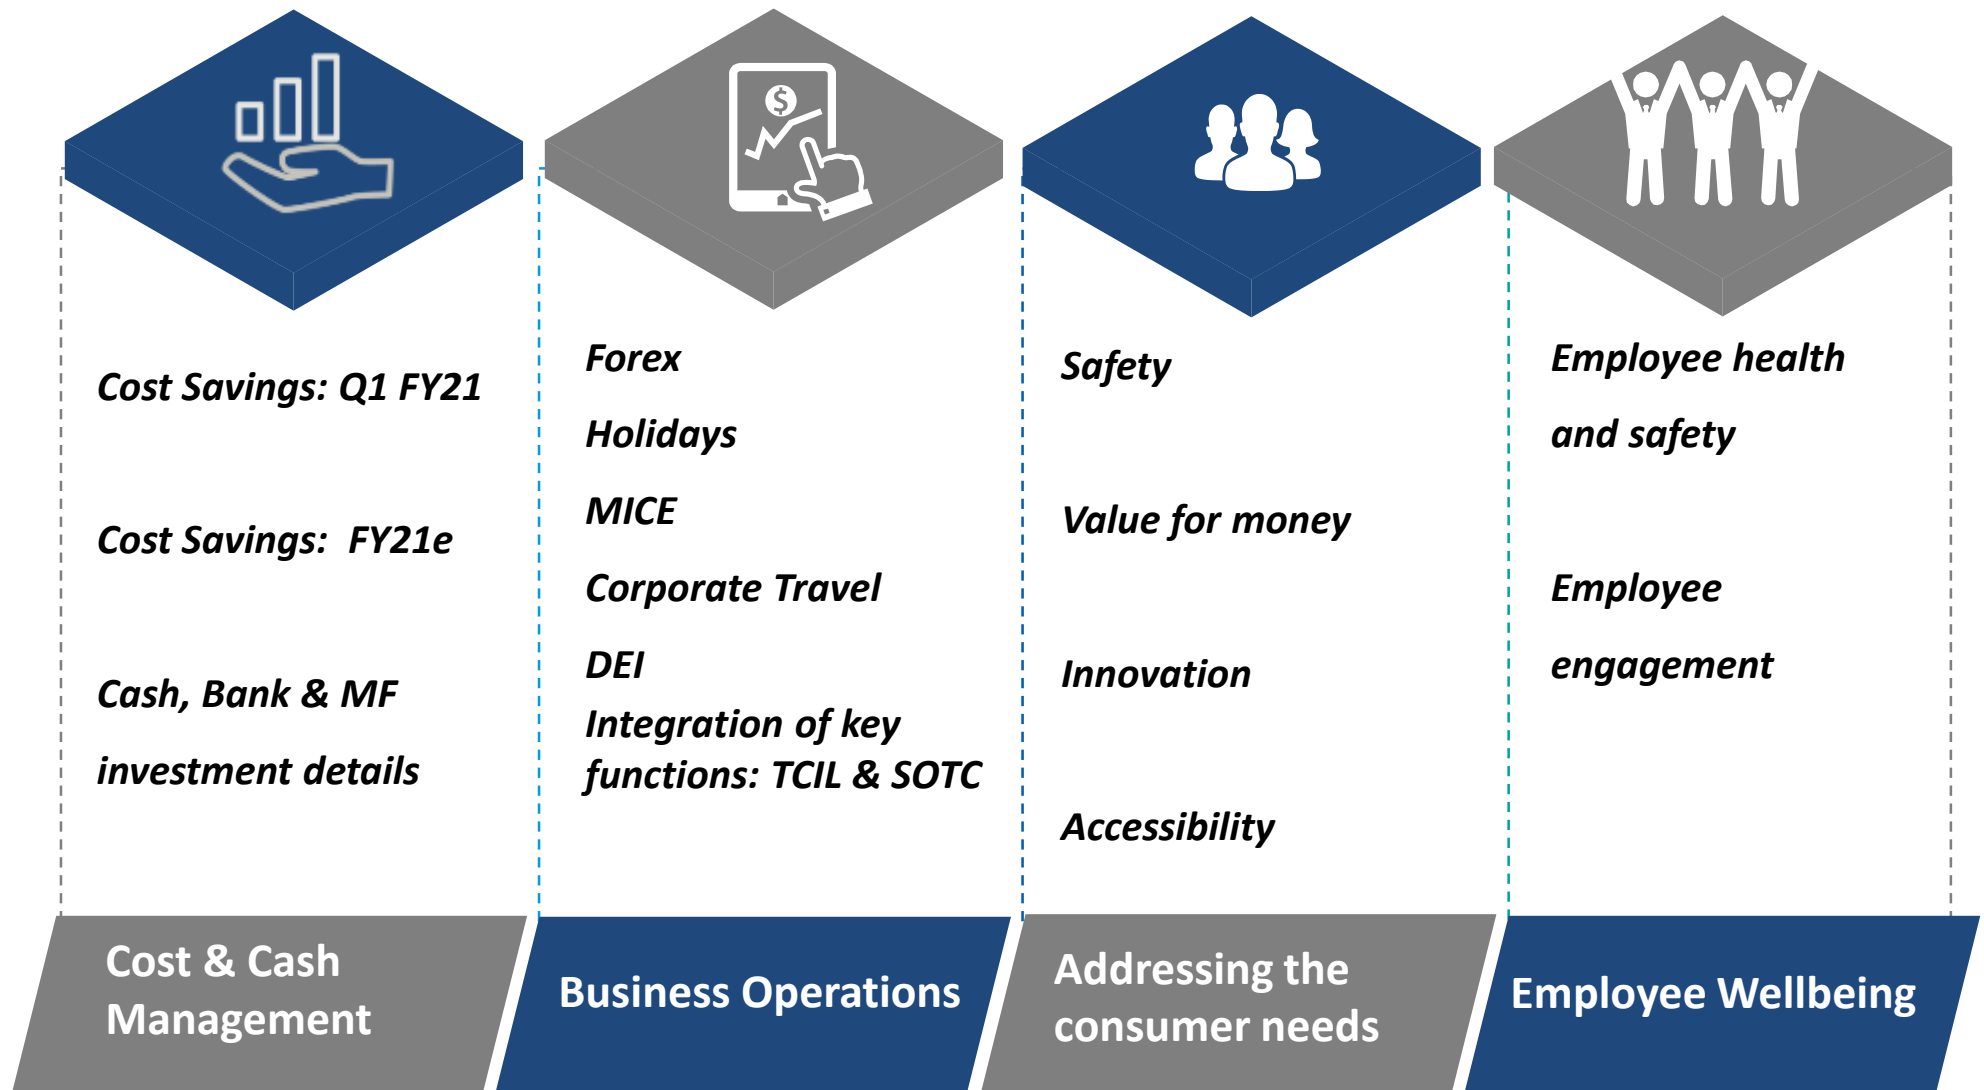 $
Cost Savings: Q1 FY21
Cost Savings:  FY21e
Cash, Bank & MF
investment details
Cost & Cash
Management
Forex
Holidays
MICE
Corporate Travel
DEI
Integration of key
functions: TCIL & SOTC
Business Operations
Safety
Value for money
Innovation
Accessibility
Addressing the
consumer needs
Employee health
and safety
Employee
engagement
Employee Wellbeing